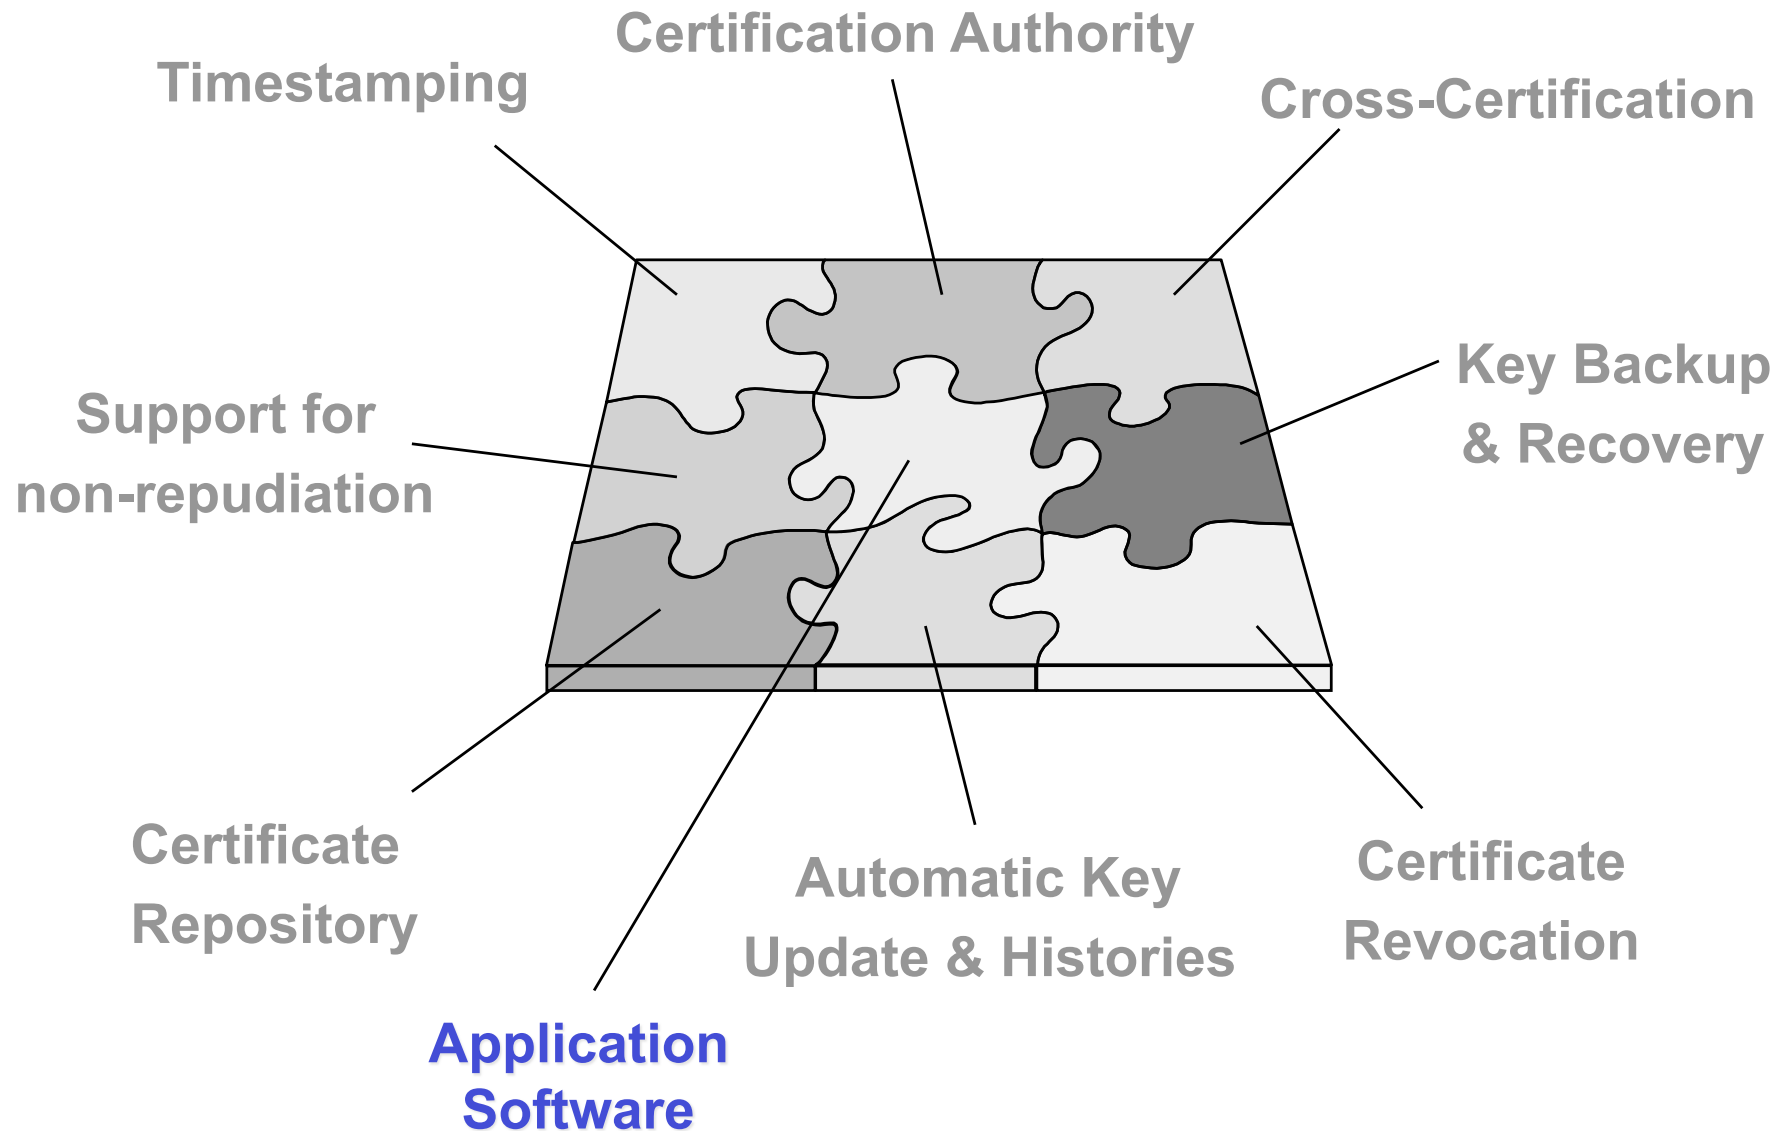 Certification Authority
Timestamping
Cross-Certification
Key Backup
& Recovery
Support for
non-repudiation
Certificate
Repository
Automatic Key
Update & Histories
Certificate
Revocation
Application
Software